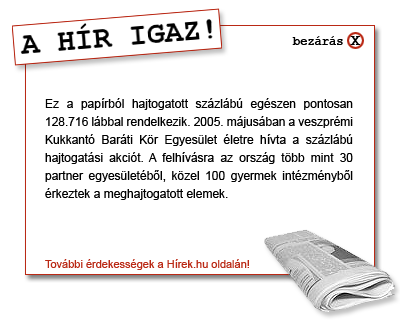 A HÍR IGAZ!
bezárás X
Ez a papírból hajtogatott százlábú egészen pontosan
128.716 lábbal rendelkezik. 2005. májusában a veszprémi
Kukkantó Baráti Kör Egyesület életre hívta a százlábú
hajtogatási akciót. A felhívásra az ország több mint 30
partner egyesületéből, közel 100 gyermek intézményből
érkeztek a meghajtogatott elemek.
További érdekességek a Hírek.hu oldalán!